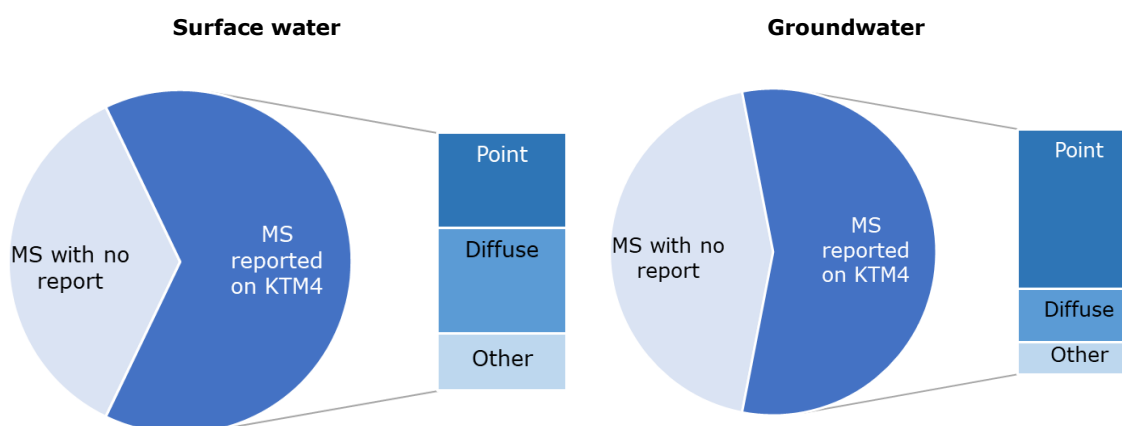 Surface water
MS with no
report
MS
reported
on KTM4
Point
Diffuse
Other
Groundwater
MS with no
report
MS
reported
on KTM4
Point
Diffuse
Other